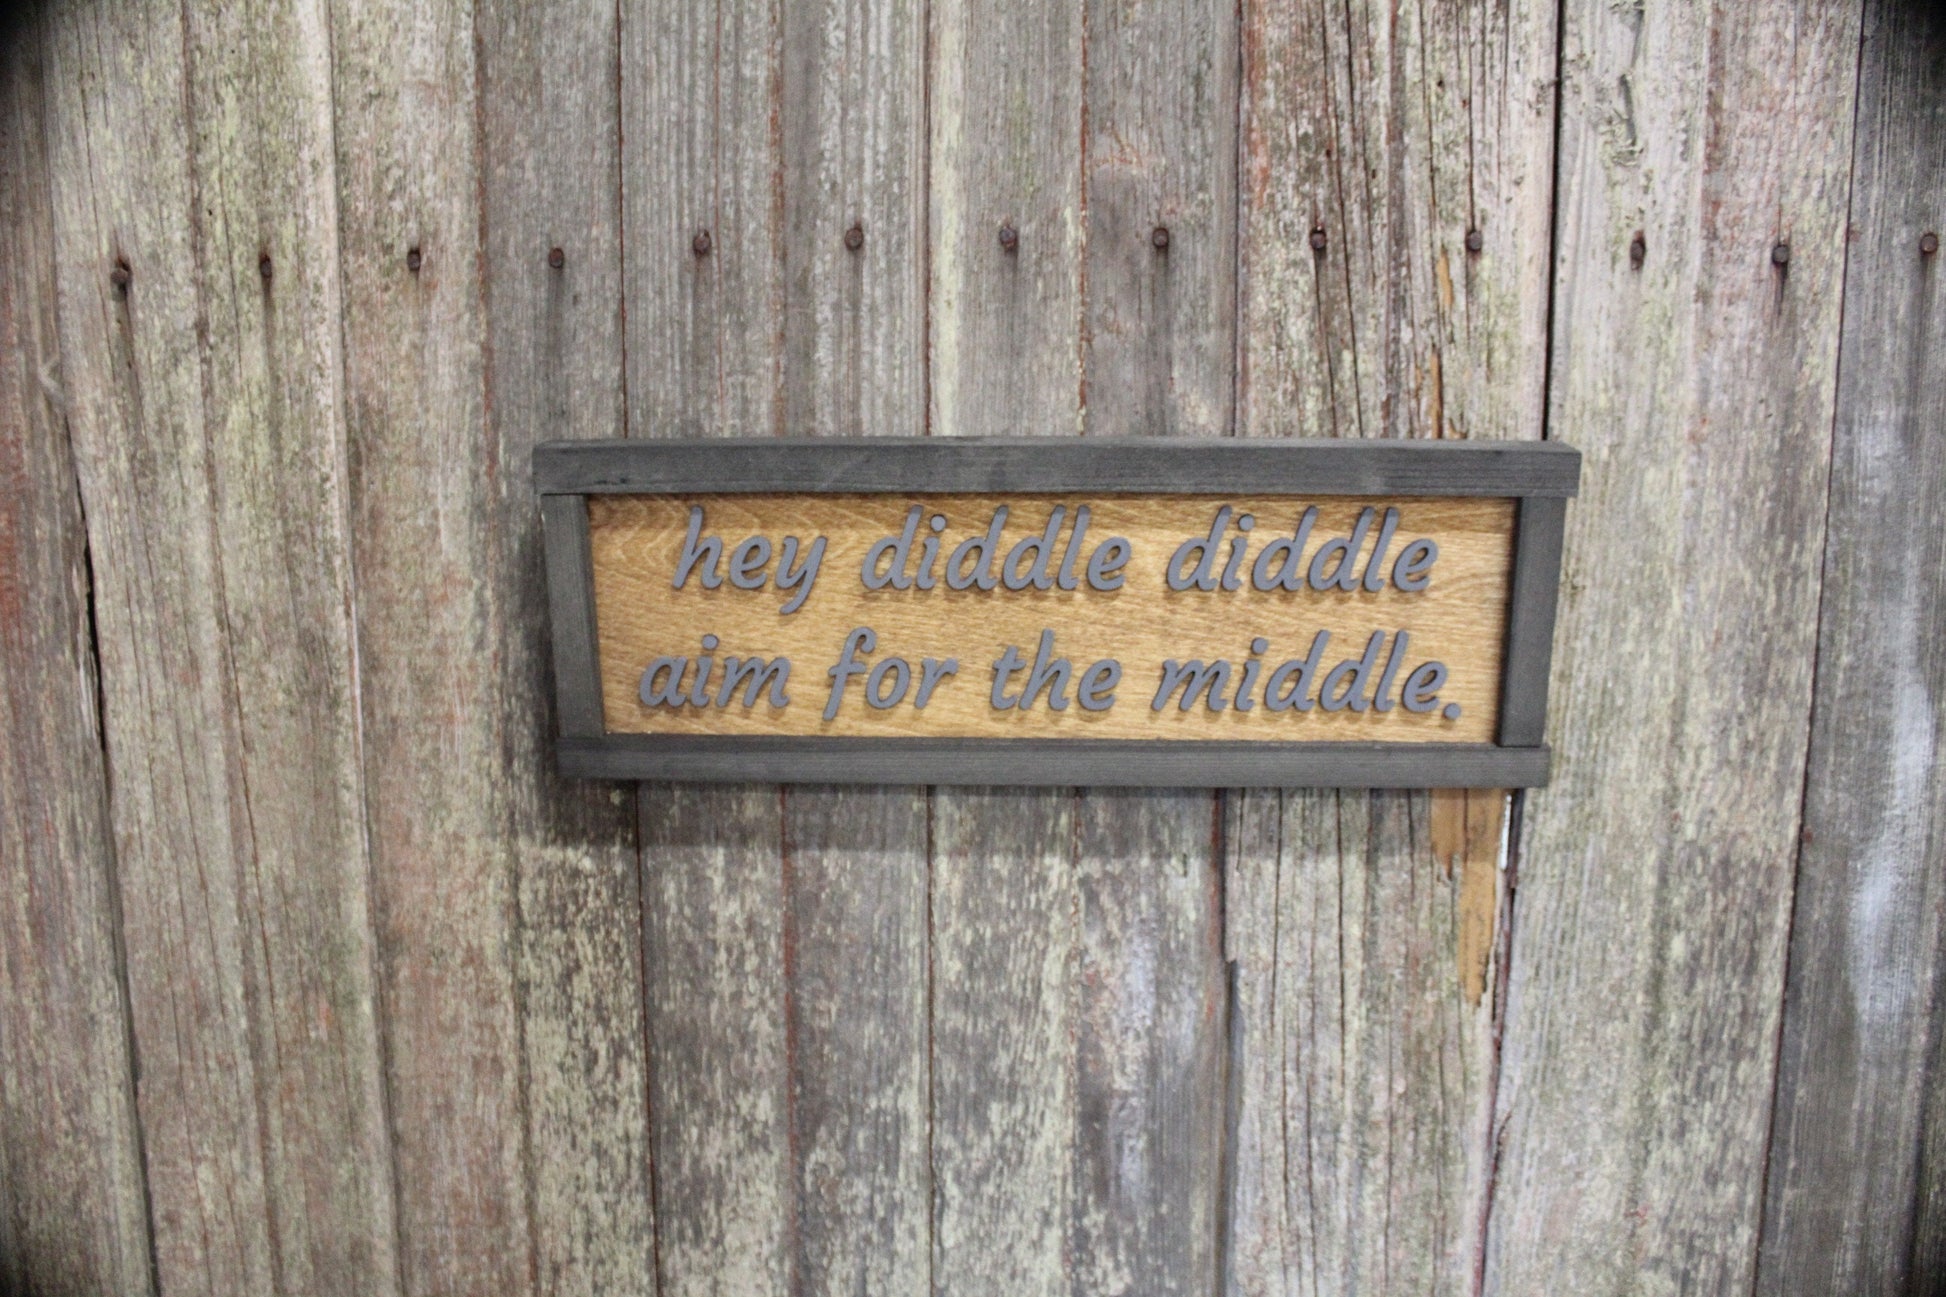 hey diddle diddle
aim for the middle.